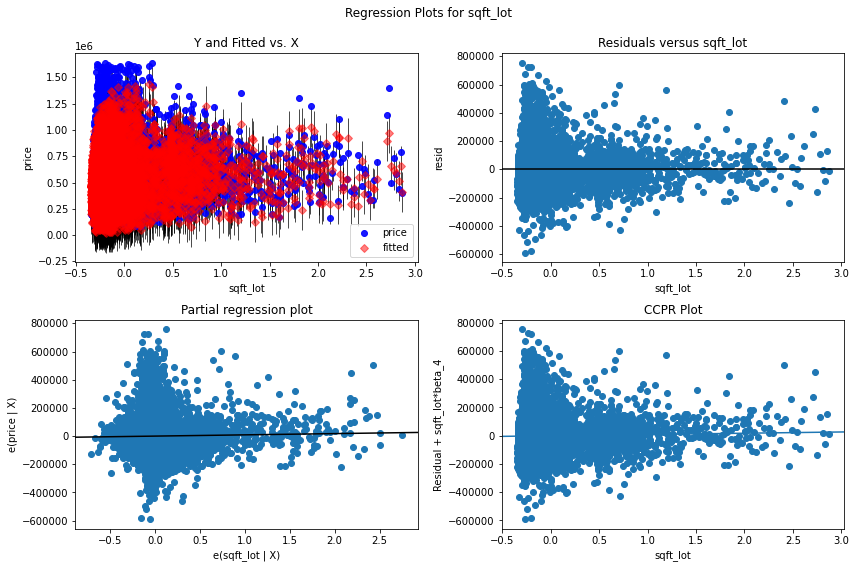 Regression Plots for sqft_lot
Y and Fitted vs. X
1e6
1.50
1.25
1.00
0.75
0.50
0.25
0.00
−0.25
price
price
fitted
−0.5 0.0 0.5 1.0 1.5 2.0 2.5 3.0
sqft_lot
Residuals versus sqft_lot
800000
600000
400000
200000
0
−200000
−400000
−600000
resid
−0.5 0.0 0.5 1.0 1.5 2.0 2.5 3.0
sqft_lot
Partial regression plot
800000
600000
400000
200000
0
−200000
−400000
−600000
e(price | X)
−0.5 0.0 0.5 1.0 1.5 2.0 2.5
e(sqft_lot | X)
CCPR Plot
800000
600000
400000
200000
0
−200000
−400000
−600000
Residual + sqft_lot*beta_4
−0.5 0.0 0.5 1.0 1.5 2.0 2.5 3.0
sqft_lot